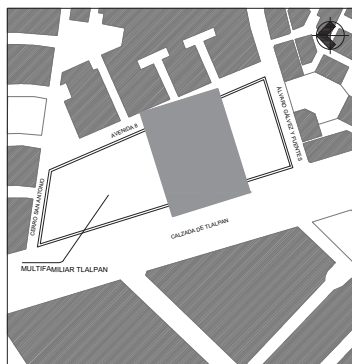 AVENIDA 8
ÁLVARO GÁLVEZ Y FUENTES
CERRO SAN ANTONIO
CALZADA DE TLALPAN
MULTIFAMILIAR TLALPAN